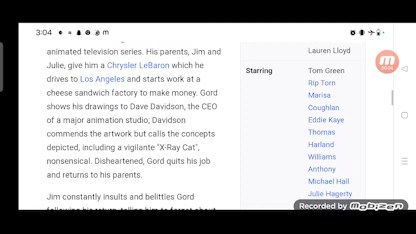 3:04
m
animated television series. His parents, Jim and
Julie, give him a Chrysler LeBaron which he
drives to Los Angeles and starts work at a
cheese sandwich factory to make money. Gord
shows his drawings to Dave Davidson, the CEO
of a major animation studio; Davidson
commends the artwork but calls the concepts
depicted, including a vigilante "X-Ray Cat",
nonsensical. Disheartened, Gord quits his job
and returns to his parents.
Jim constantly insults and belittles Gord
Lauren Lloyd
Starring
Tom Green
Rip Torn
Marisa
Coughlan
Eddie Kaye
Thomas
Harland
Williams
Anthony
Michael Hall
Julie Hagerty
Recorded by MOBIZEN